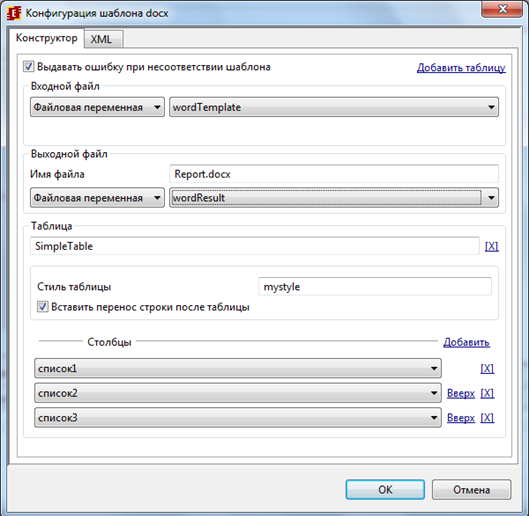 Конфигурация шаблона docx
Конструктор XML
Выдавать ошибку при несоответствии шаблона Добавить таблицу
Входной файл
Файловая переменная wordTemplate
Выходной файл
Имя файла Report.docx
Файловая переменная wordResult
Таблица
SimpleTable [X]
Стиль таблицы mystyle
Вставить перенос строки после таблицы
Столбцы Добавить
список1 [X]
список2 Вверх [X]
список3 Вверх [X]
OK Отмена